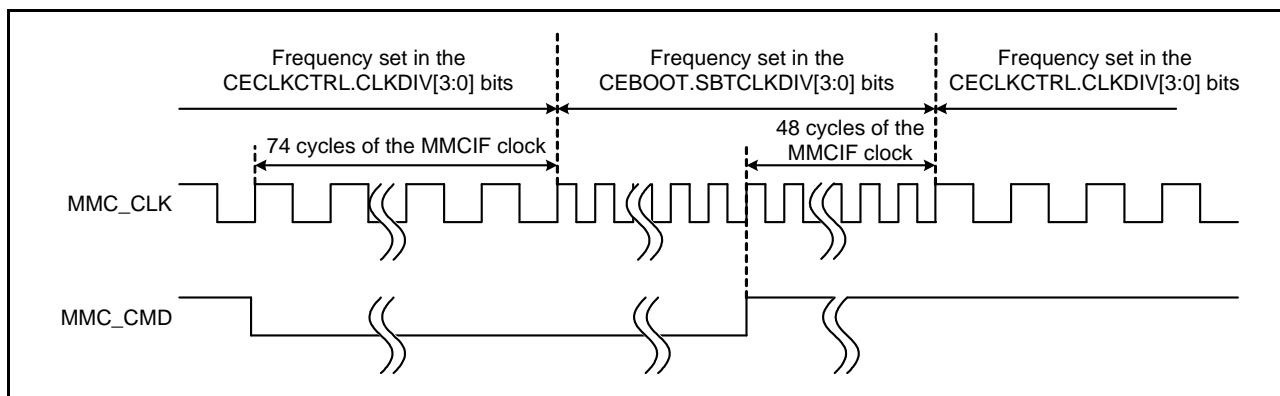 Frequency set in the
CECLKCTRL.CLKDIV[3:0] bits
Frequency set in the
CEBOOT.SBTCLKDIV[3:0] bits
Frequency set in the
CECLKCTRL.CLKDIV[3:0] bits
74 cycles of the MMCIF clock
48 cycles of the
MMCIF clock
MMC_CLK
MMC_CMD